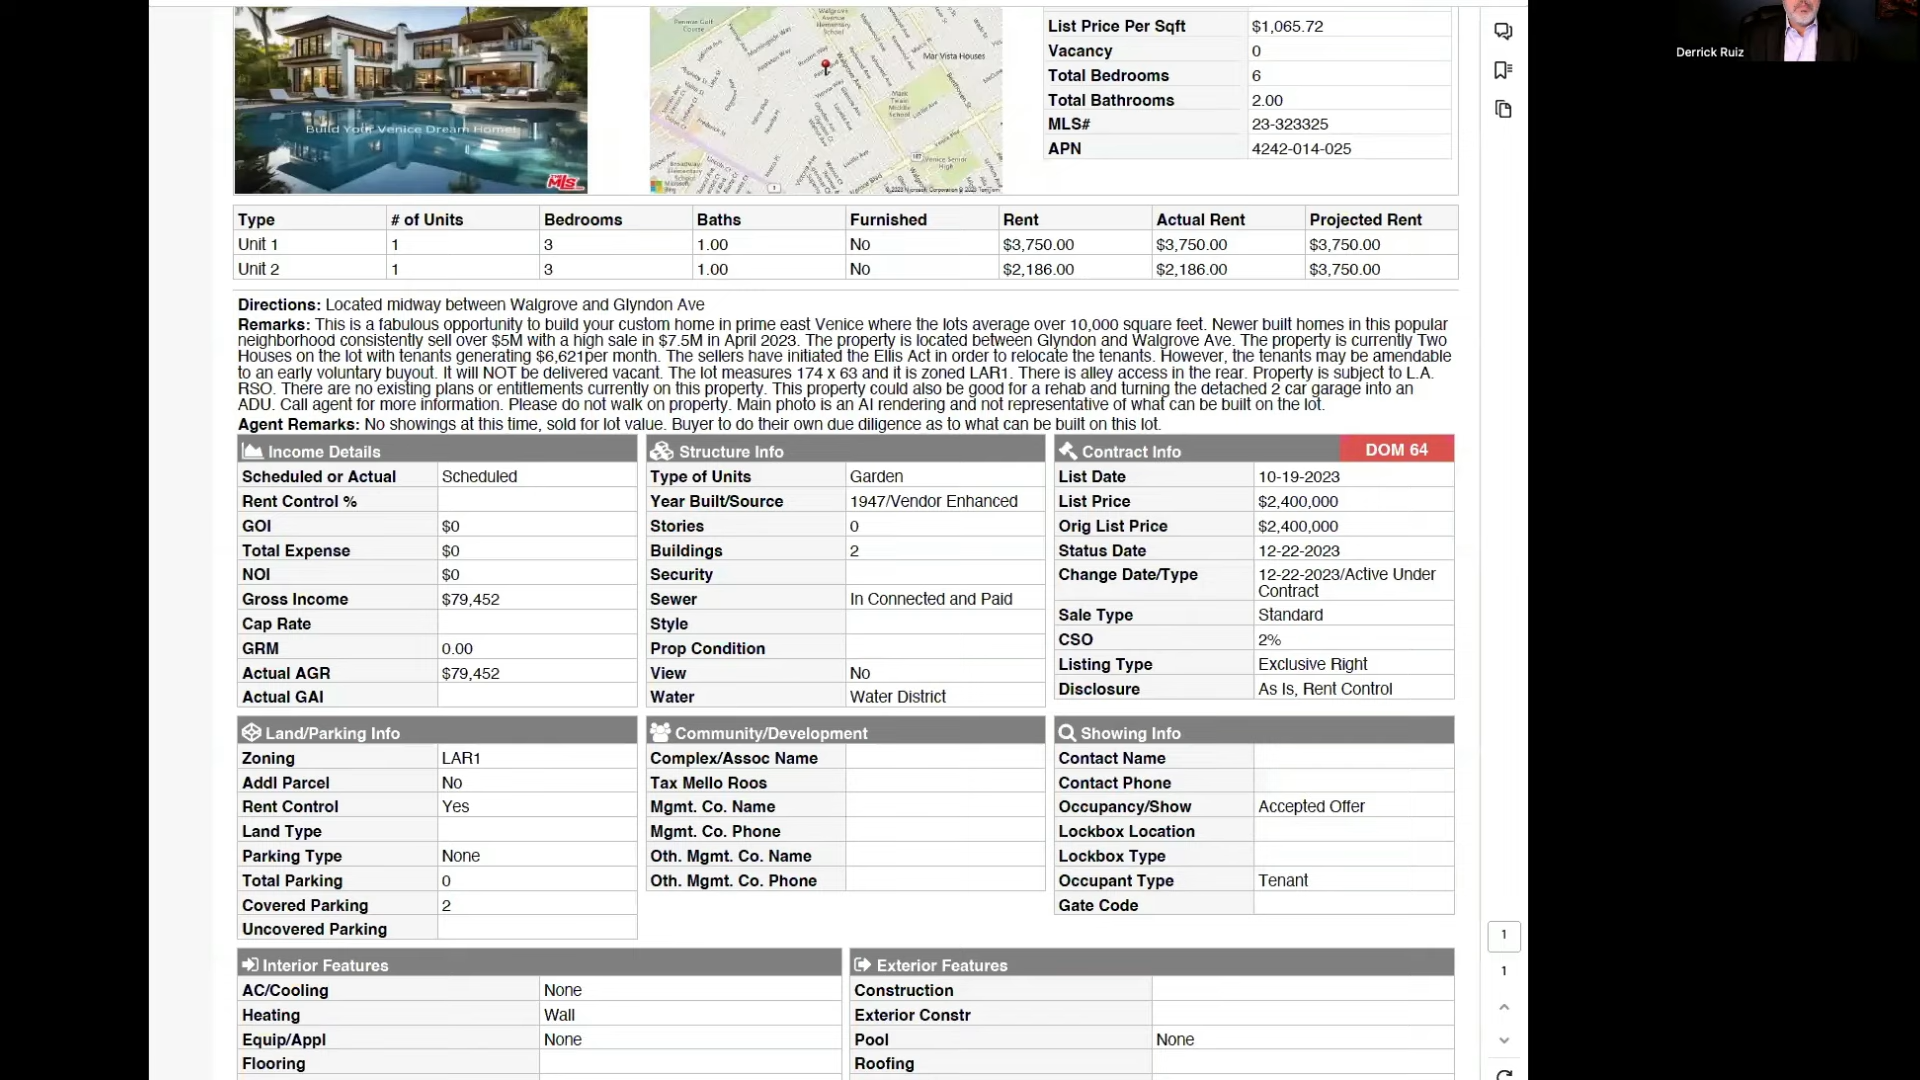 List Price Per Sqft $1,065.72
Vacancy 0
Total Bedrooms 6
Total Bathrooms 2.00
MLS# 23-323325
APN 4242-014-025
Derrick Ruiz
Build Your Venice Dream Home!
MLS
Mar Vista Houses
Mark Twain Middle School
Venice Senior High
Type # of Units Bedrooms Baths Furnished Rent Actual Rent Projected Rent
Unit 1 1 3 1.00 No $3,750.00 $3,750.00 $3,750.00
Unit 2 1 3 1.00 No $2,186.00 $2,186.00 $3,750.00
Directions: Located midway between Walgrove and Glyndon Ave
Remarks: This is a fabulous opportunity to build your custom home in prime east Venice where the lots average over 10,000 square feet. Newer built homes in this popular
neighborhood consistently sell over $5M with a high sale in $7.5M in April 2023. The property is located between Glyndon and Walgrove Ave. The property is currently Two
Houses on the lot with tenants generating $6,621per month. The sellers have initiated the Ellis Act in order to relocate the tenants. However, the tenants may be amendable
to an early voluntary buyout. It will NOT be delivered vacant. The lot measures 174 x 63 and it is zoned LAR1. There is alley access in the rear. Property is subject to L.A.
RSO. There are no existing plans or entitlements currently on this property. This property could also be good for a rehab and turning the detached 2 car garage into an
ADU. Call agent for more information. Please do not walk on property. Main photo is an AI rendering and not representative of what can be built on the lot.
Agent Remarks: No showings at this time, sold for lot value. Buyer to do their own due diligence as to what can be built on this lot.
Income Details
Scheduled or Actual Scheduled
Rent Control %
GOI $0
Total Expense $0
NOI $0
Gross Income $79,452
Cap Rate
GRM 0.00
Actual AGR $79,452
Actual GAI
Structure Info
Type of Units Garden
Year Built/Source 1947/Vendor Enhanced
Stories 0
Buildings 2
Security
Sewer In Connected and Paid
Style
Prop Condition
View No
Water Water District
Contract Info DOM 64
List Date 10-19-2023
List Price $2,400,000
Orig List Price $2,400,000
Status Date 12-22-2023
Change Date/Type 12-22-2023/Active Under
Contract
Sale Type Standard
CSO 2%
Listing Type Exclusive Right
Disclosure As Is, Rent Control
Land/Parking Info
Zoning LAR1
Addl Parcel No
Rent Control Yes
Land Type
Parking Type None
Total Parking 0
Covered Parking 2
Uncovered Parking
Community/Development
Complex/Assoc Name
Tax Mello Roos
Mgmt. Co. Name
Mgmt. Co. Phone
Oth. Mgmt. Co. Name
Oth. Mgmt. Co. Phone
Showing Info
Contact Name
Contact Phone
Occupancy/Show Accepted Offer
Lockbox Location
Lockbox Type
Occupant Type Tenant
Gate Code
1
1
Interior Features
AC/Cooling None
Heating Wall
Equip/Appl None
Flooring
Exterior Features
Construction
Exterior Constr
Pool None
Roofing